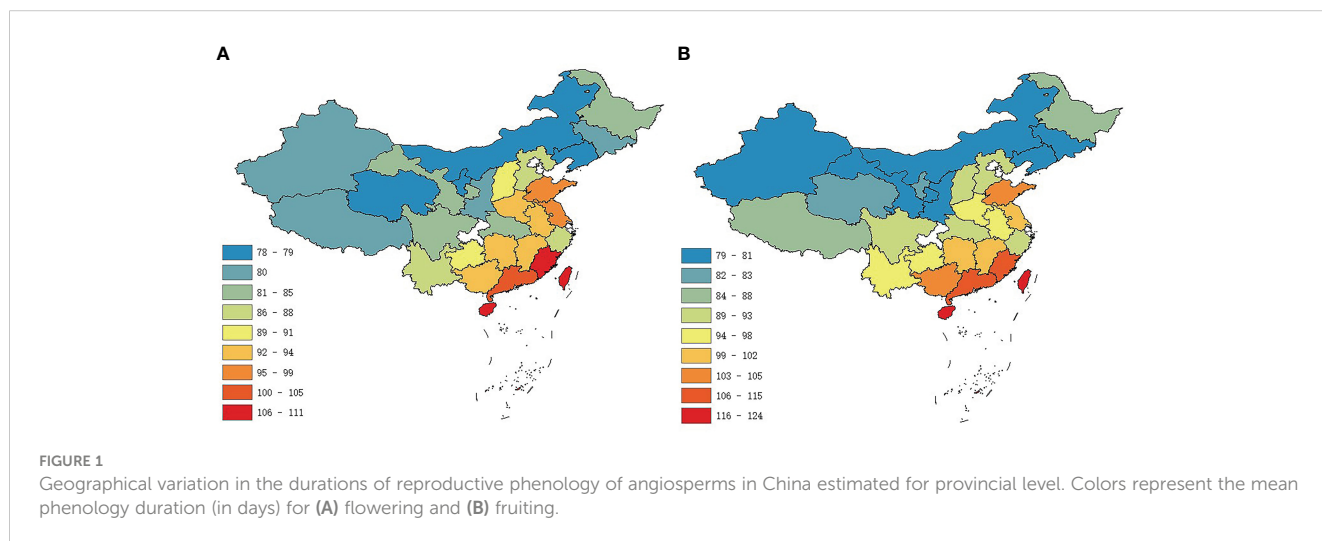 A
B
78 - 79
80
81 - 85
86 - 88
89 - 91
92 - 94
95 - 99
100 - 105
106 - 111
79 - 81
82 - 83
84 - 88
89 - 93
94 - 98
99 - 102
103 - 105
106 - 115
116 - 124
FIGURE 1
Geographical variation in the durations of reproductive phenology of angiosperms in China estimated for provincial level. Colors represent the mean
phenology duration (in days) for (A) flowering and (B) fruiting.